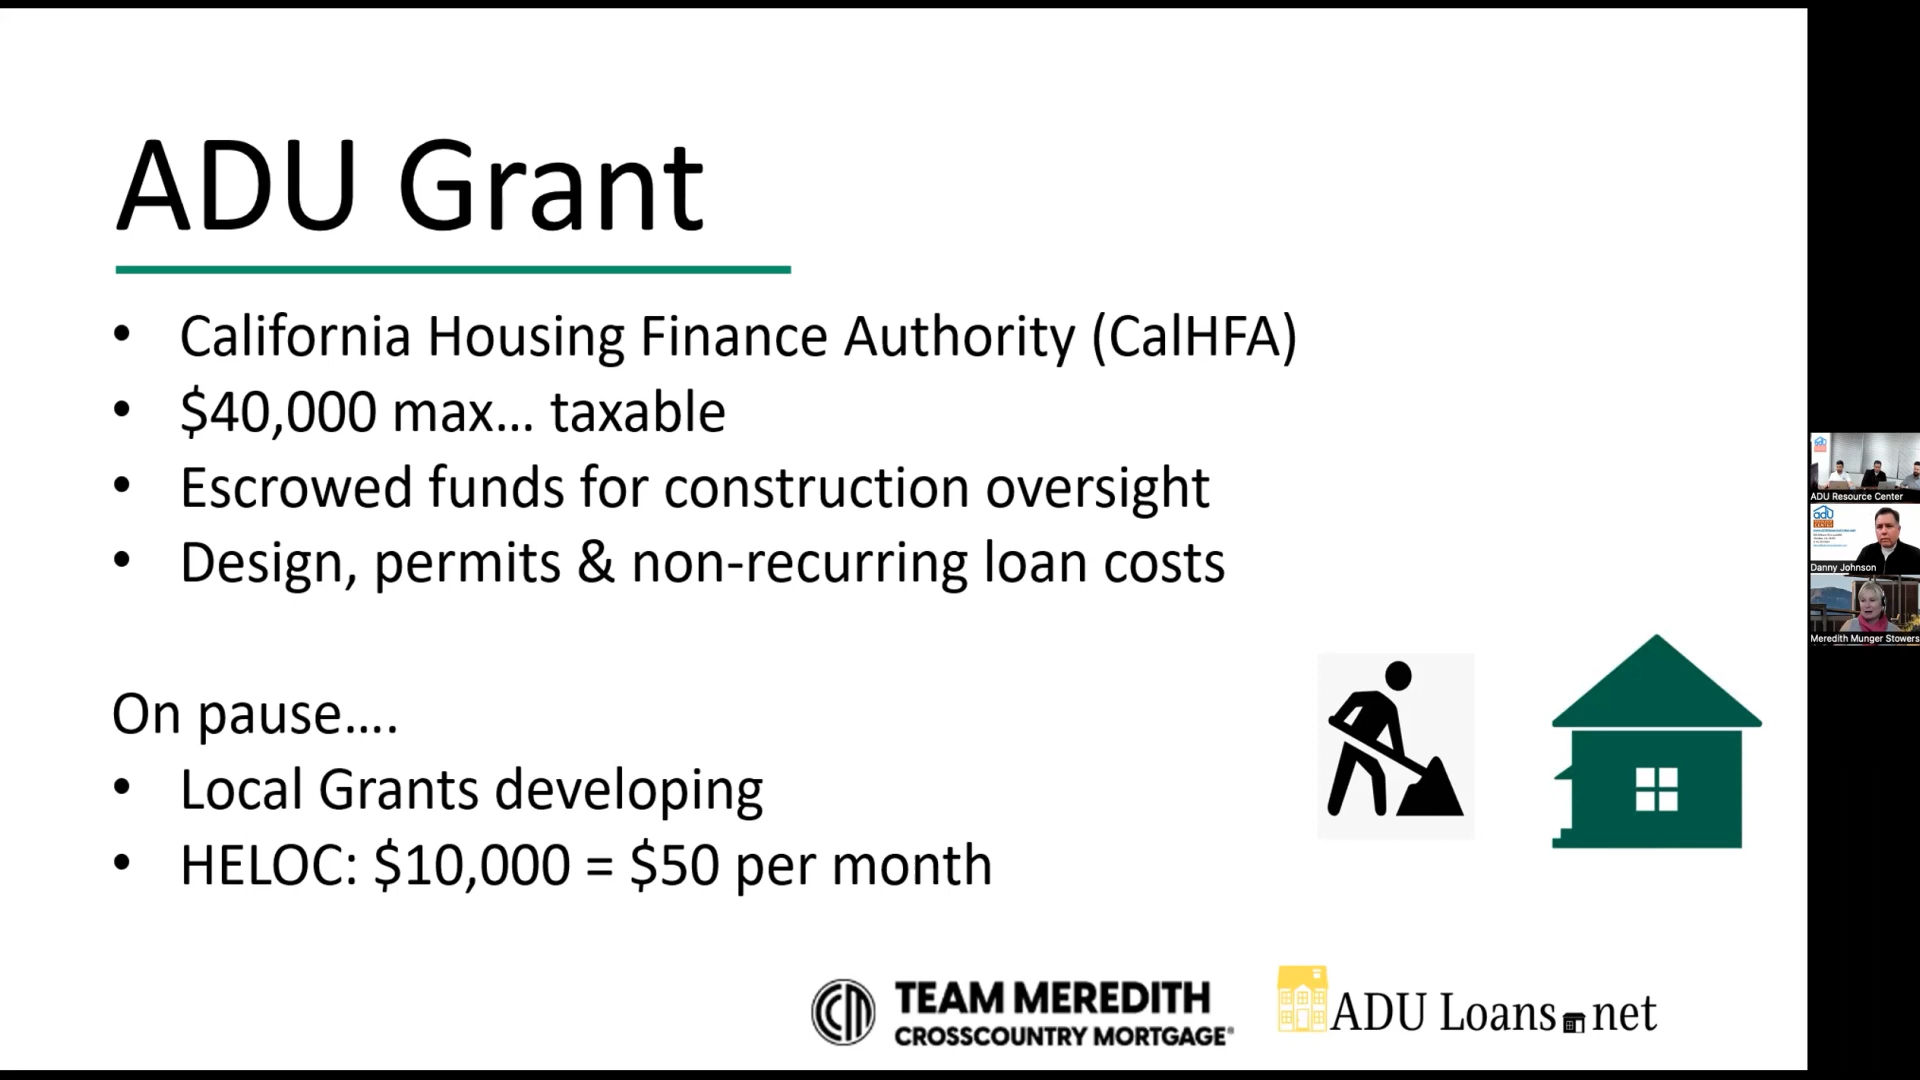 ADU Grant
• California Housing Finance Authority (CalHFA)
• $40,000 max... taxable
• Escrowed funds for construction oversight
• Design, permits & non-recurring loan costs
On pause....
• Local Grants developing
• HELOC: $10,000 = $50 per month
TEAM MEREDITH
CROSSCOUNTRY MORTGAGE®
ADU Loans.net
ADU Resource Center
adU
Danny Johnson
Meredith Munger Stowers